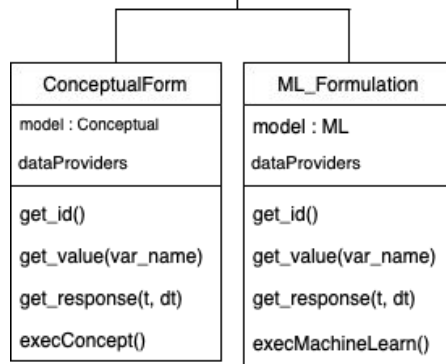 ConceptualForm
model : Conceptual
dataProviders
get_id()
get_value(var_name)
get_response(t, dt)
execConcept()
ML_Formulation
model : ML
dataProviders
get_id()
get_value(var_name)
get_response(t, dt)
execMachineLearn()